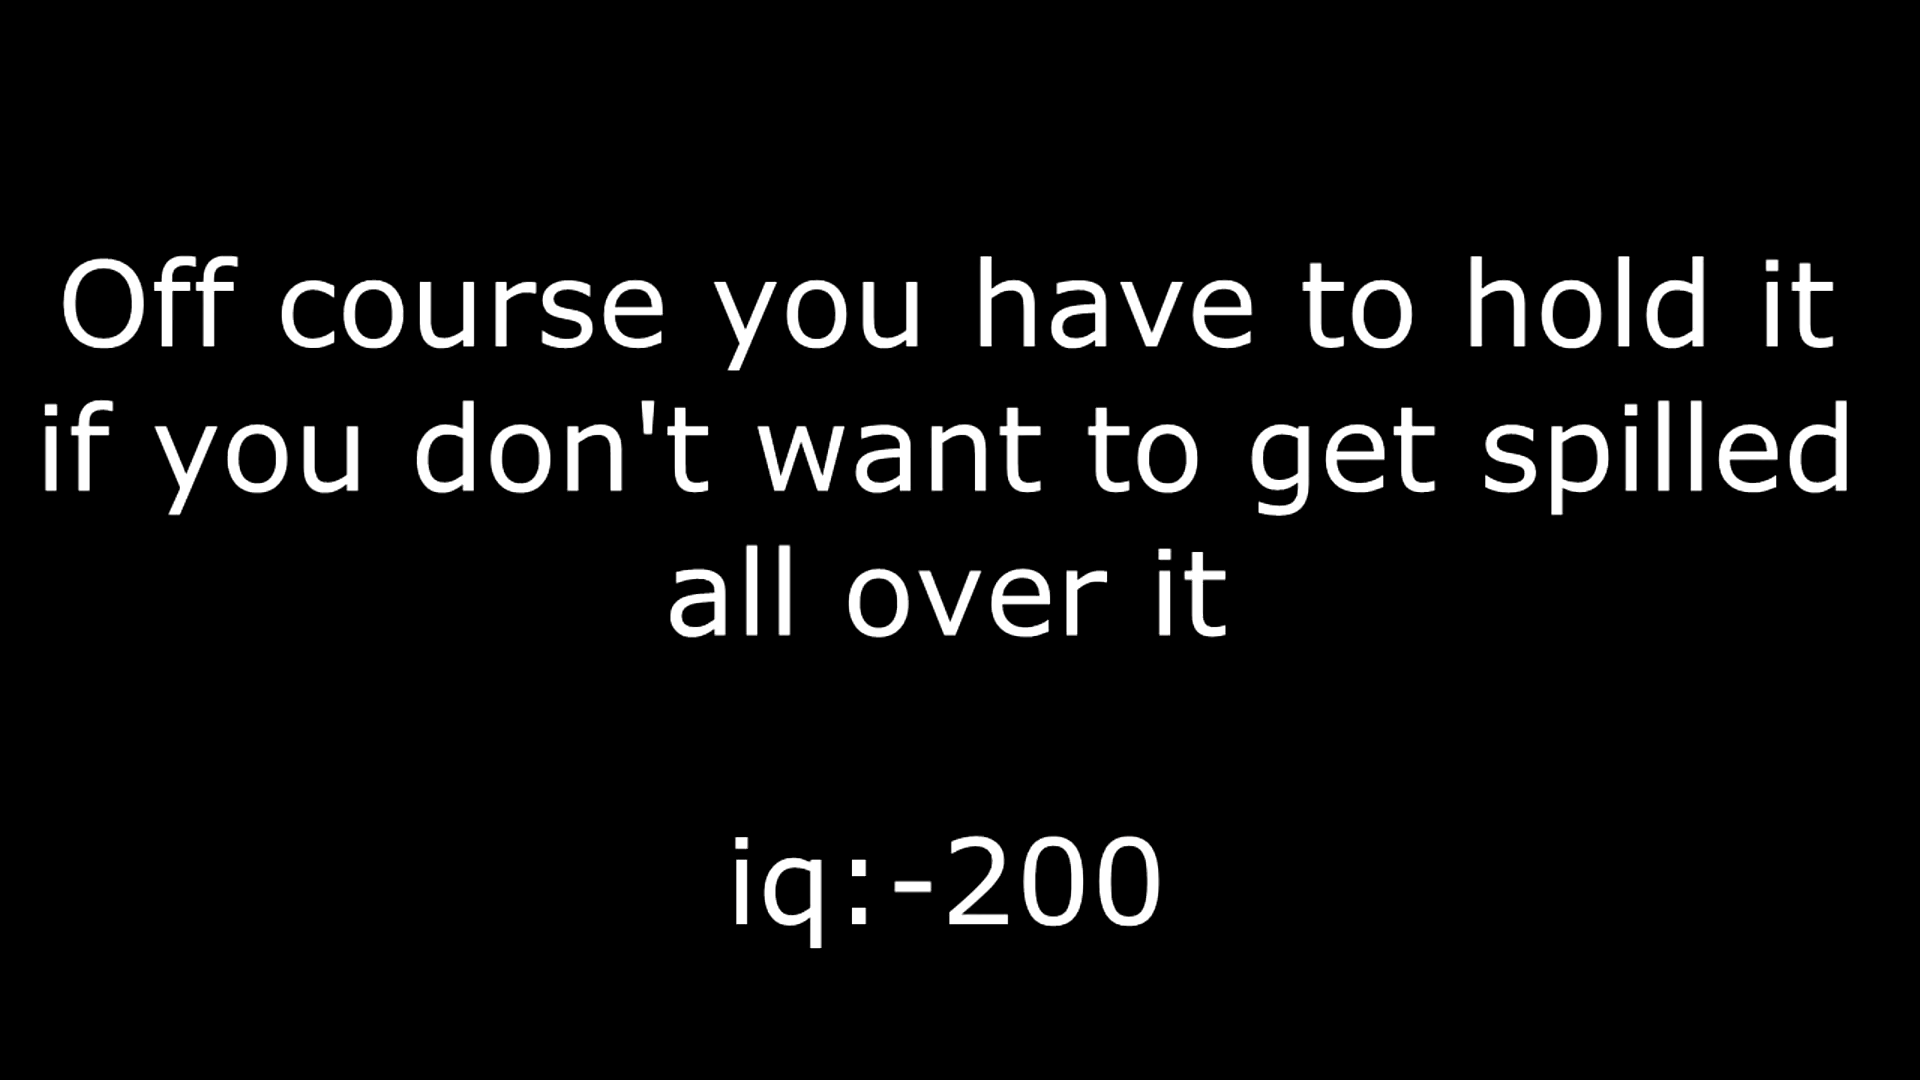 Off course you have to hold it
if you don't want to get spilled
all over it
iq:-200